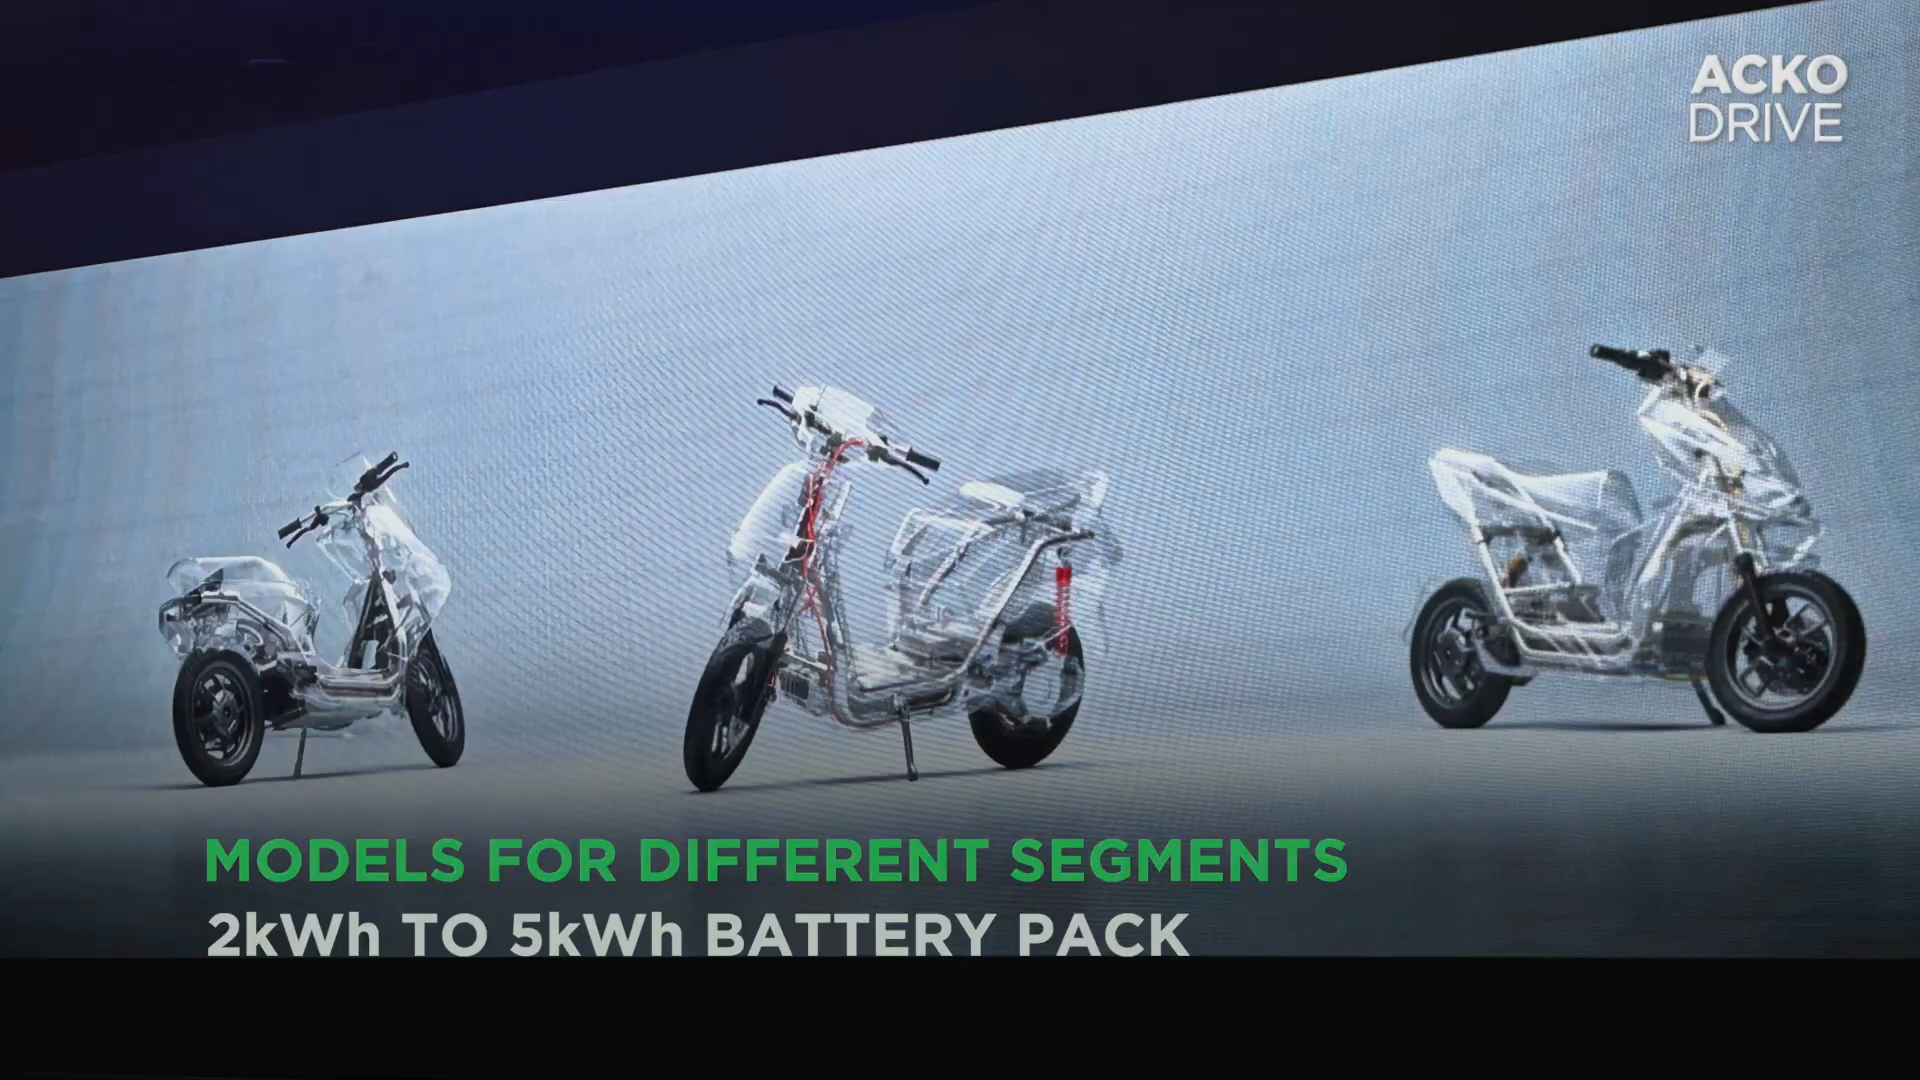 ACKO
DRIVE
MODELS FOR DIFFERENT SEGMENTS
2kWh TO 5kWh BATTERY PACK